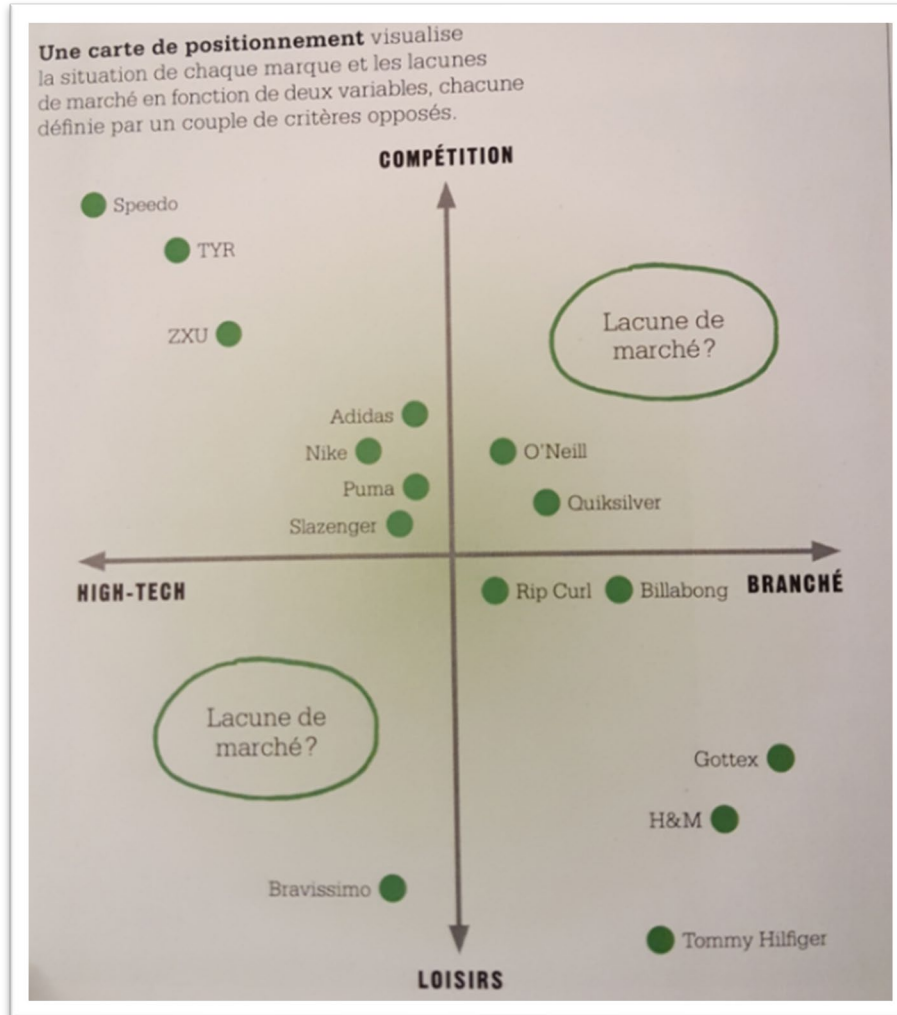 Une carte de positionnement visualise
la situation de chaque marque et les lacunes
de marché en fonction de deux variables, chacune
définie par un couple de critères opposés.
COMPÉTITION
Speedo
TYR
ZXU
Lacune de
marché?
Adidas
Nike
O'Neill
Puma
Quiksilver
Slazenger
HIGH-TECH
Rip Curl
Billabong
BRANCHÉ
Lacune de
marché?
Gottex
H&M
Bravissimo
Tommy Hilfiger
LOISIRS